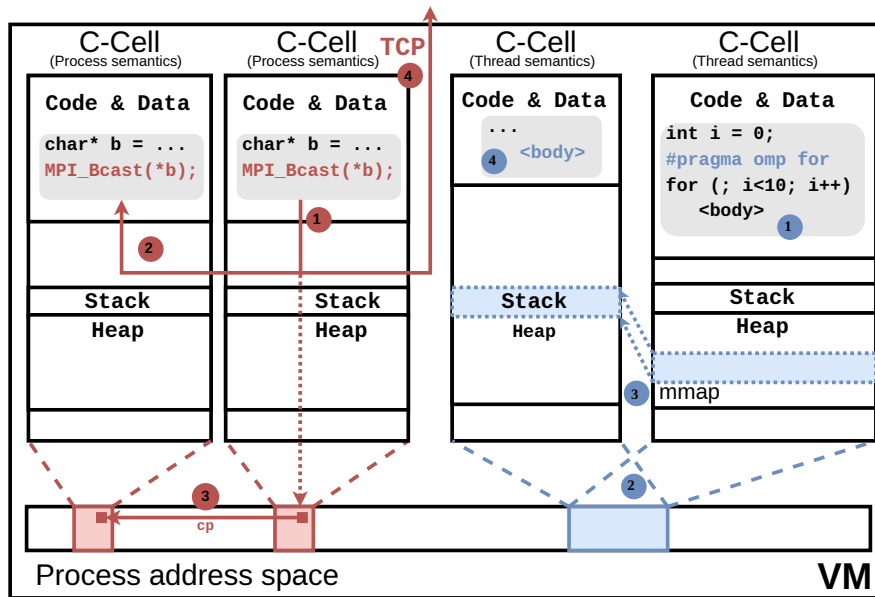 C-Cell
(Process semantics)
Code & Data
char* b = ...
MPI_Bcast(*b);
2
Stack
Heap
C-Cell
(Process semantics)
TCP
4
Code & Data
char* b = ...
MPI_Bcast(*b);
1
Stack
Heap
C-Cell
(Thread semantics)
Code & Data
...
4 <body>
Stack
Heap
C-Cell
(Thread semantics)
Code & Data
int i = 0;
#pragma omp for
for (; i<10; i++)
<body>
1
Stack
Heap
3
mmap
2
3
cp
Process address space
VM